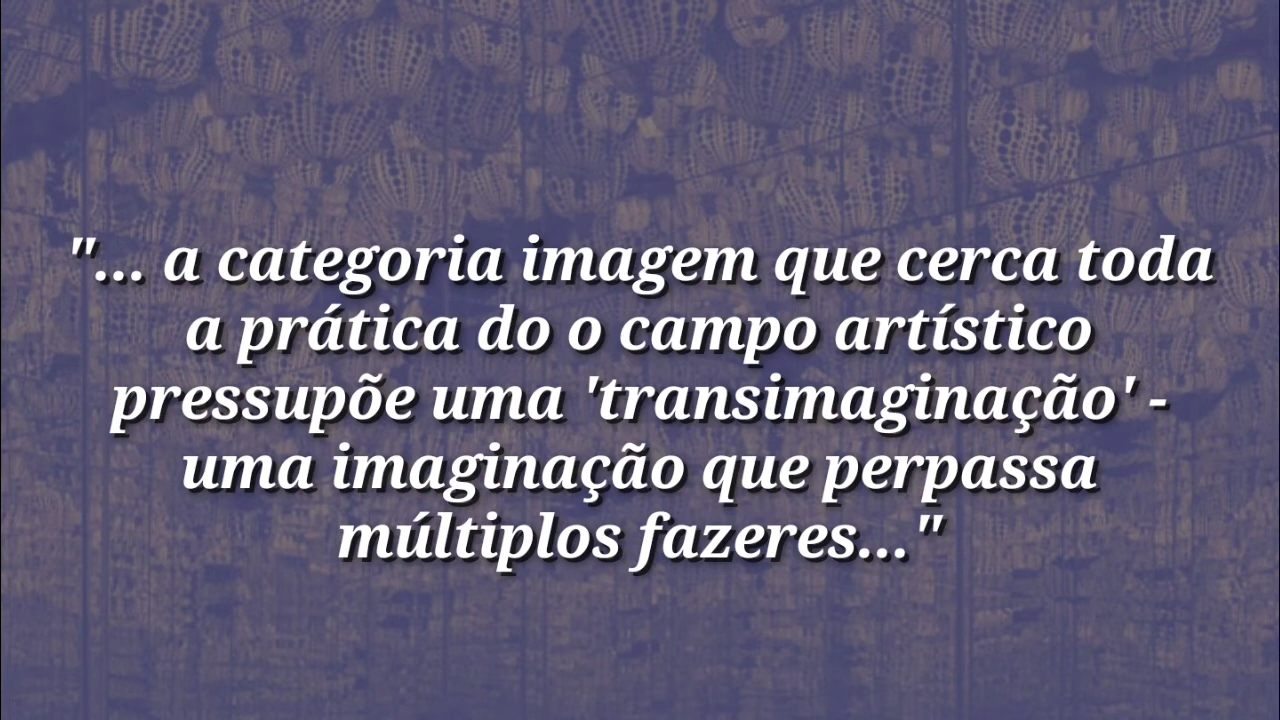 "... a categoria imagem que cerca toda
a prática do o campo artístico
pressupõe uma 'transimaginação' -
uma imaginação que perpassa
múltiplos fazeres..."